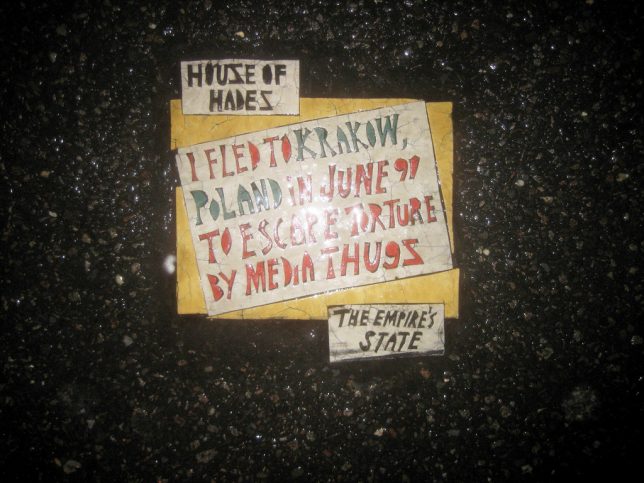 HOUSE OF
HADES
I FLED TO KRAKOW,
POLAND IN JUNE 91
TO ESCAPE TORTURE
BY MEDIA THUGS
THE EMPIRE'S
STATE